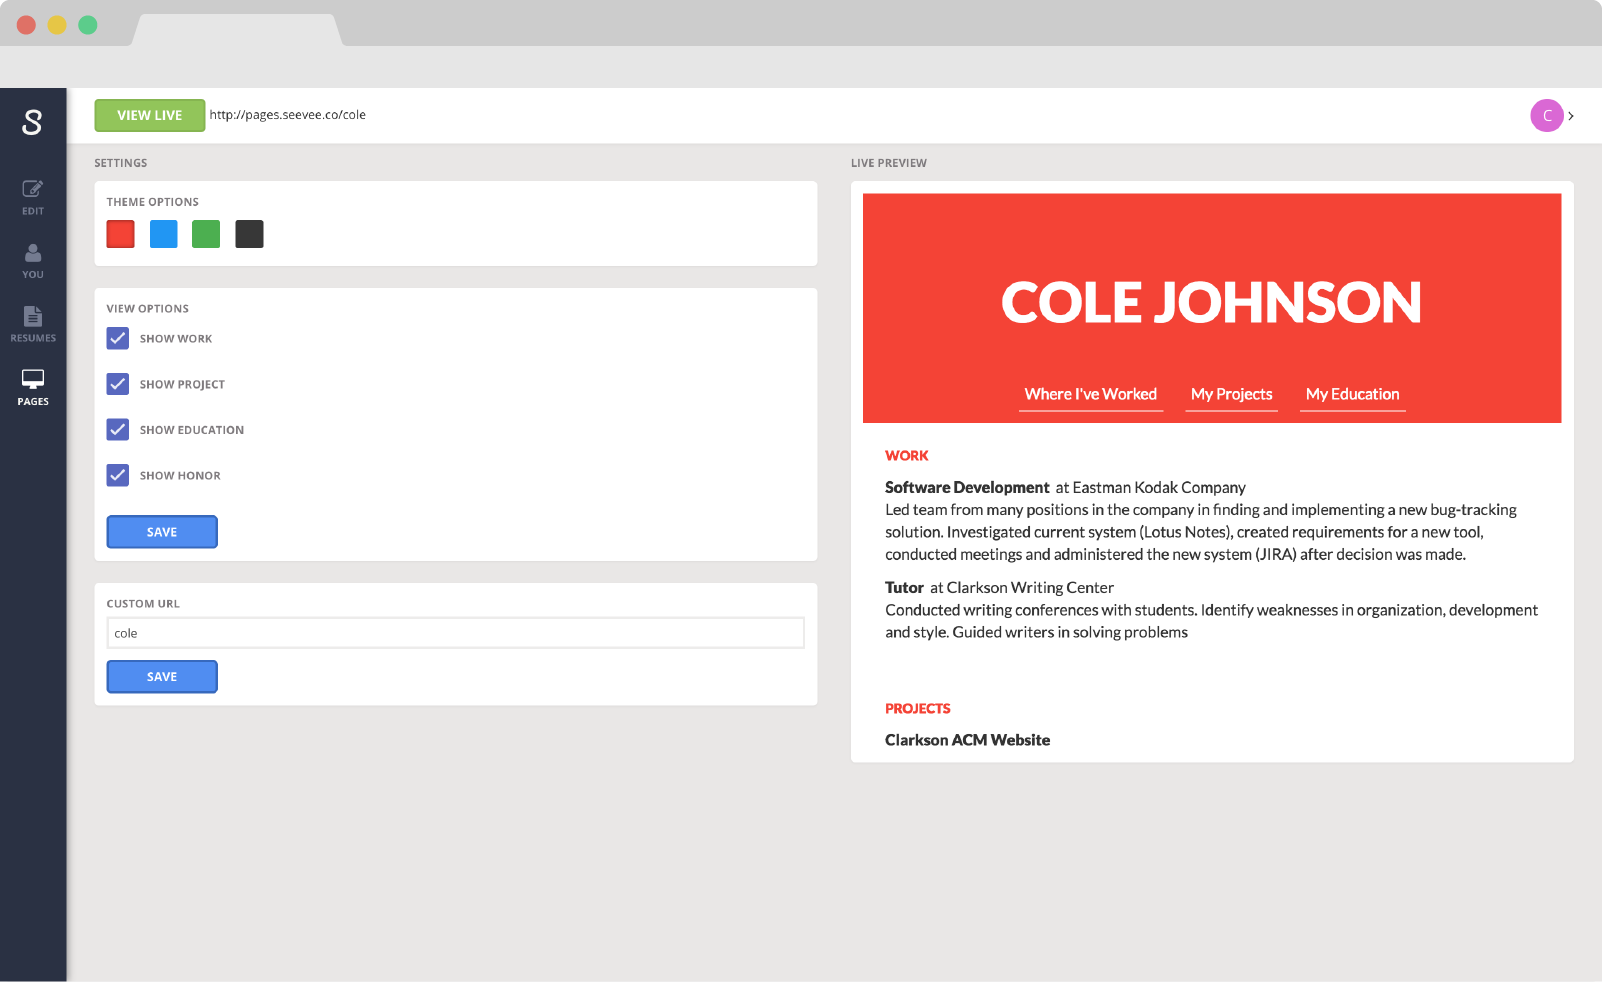 S
VIEW LIVE http://pages.seevee.co/cole
C
EDIT
YOU
RESUMES
PAGES
SETTINGS
THEME OPTIONS
VIEW OPTIONS
SHOW WORK
SHOW PROJECT
SHOW EDUCATION
SHOW HONOR
SAVE
CUSTOM URL
cole
SAVE
LIVE PREVIEW
COLE JOHNSON
Where I've Worked My Projects My Education
WORK
Software Development at Eastman Kodak Company
Led team from many positions in the company in finding and implementing a new bug-tracking
solution. Investigated current system (Lotus Notes), created requirements for a new tool,
conducted meetings and administered the new system (JIRA) after decision was made.
Tutor at Clarkson Writing Center
Conducted writing conferences with students. Identify weaknesses in organization, development
and style. Guided writers in solving problems
PROJECTS
Clarkson ACM Website